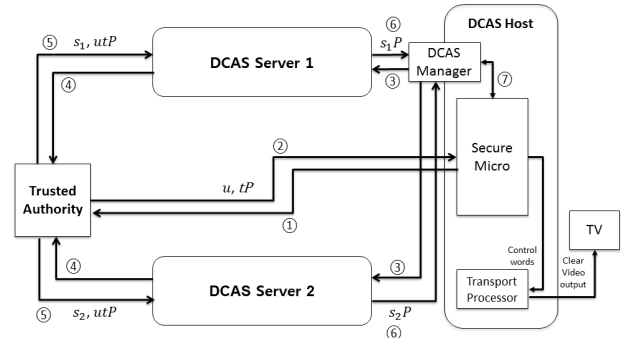 DCAS Host
⑤ s₁, utP
⑥
s₁P
DCAS Server 1
DCAS
Manager
④
③
⑦
②
Secure
Micro
u, tP
Trusted
Authority
①
TV
④
③
Control
words
Clear
Video
output
DCAS Server 2
Transport
Processor
⑤ s₂, utP
s₂P
⑥